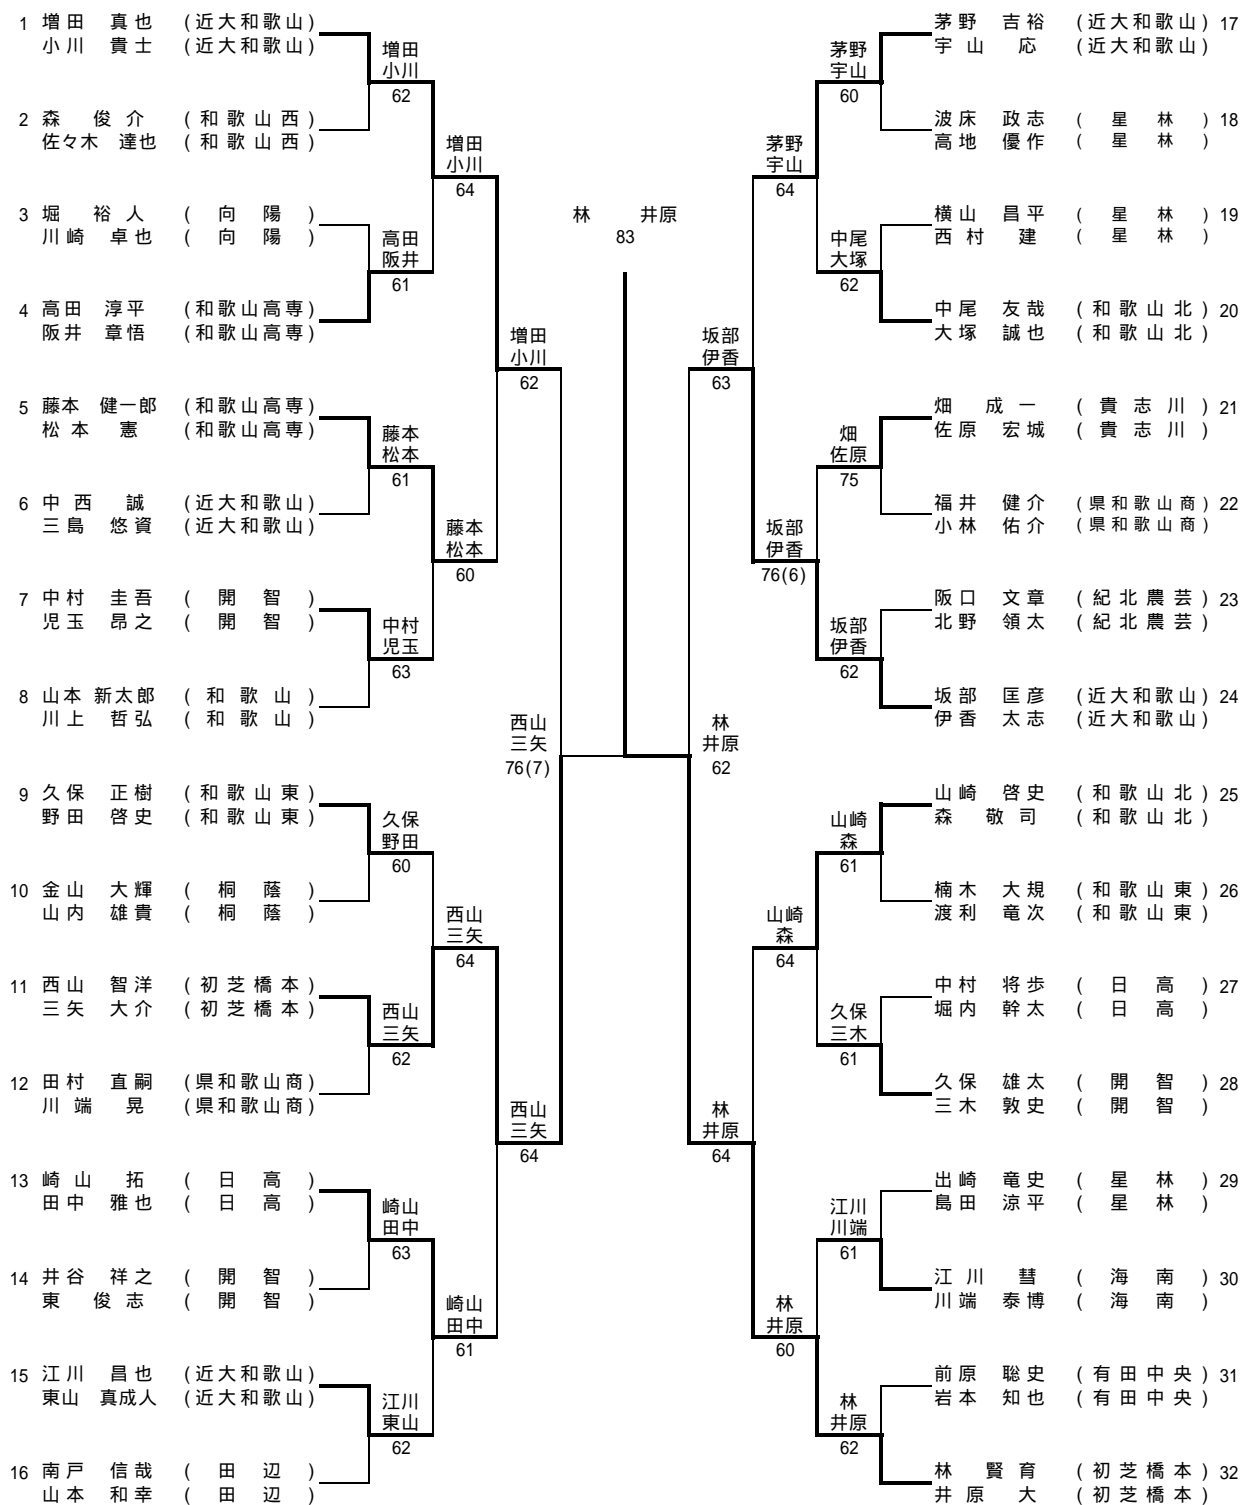 1 増田 真也 (近大和歌山)
小川 貴士 (近大和歌山)
2 森 俊介 (和歌山西)
佐々木 達也 (和歌山西)
3 堀 裕人 (向陽)
川崎 卓也 (向陽)
4 高田 淳平 (和歌山高専)
阪井 章悟 (和歌山高専)
5 藤本 健一郎 (和歌山高専)
松本 憲 (和歌山高専)
6 中西 誠 (近大和歌山)
三島 悠資 (近大和歌山)
7 中村 圭吾 (開智)
児玉 昂之 (開智)
8 山本 新太郎 (和歌山)
川上 哲弘 (和歌山)
9 久保 正樹 (和歌山東)
野田 啓史 (和歌山東)
10 金山 大輝 (桐蔭)
山内 雄貴 (桐蔭)
11 西山 智洋 (初芝橋本)
三矢 大介 (初芝橋本)
12 田村 直嗣 (県和歌山商)
川端 晃 (県和歌山商)
13 崎山 拓 (日高)
田中 雅也 (日高)
14 井谷 祥之 (開智)
東 俊志 (開智)
15 江川 昌也 (近大和歌山)
東山 真成人 (近大和歌山)
16 南戸 信哉 (田辺)
山本 和幸 (田辺)
増田
小川
62
高田
阪井
61
藤本
松本
61
中村
児玉
63
久保
野田
60
西山
三矢
62
崎山
田中
63
江川
東山
62
増田
小川
64
藤本
松本
60
西山
三矢
64
崎山
田中
61
増田
小川
62
西山
三矢
64
西山
三矢
76(7)
林 井原
83
林
井原
62
坂部
伊香
63
林
井原
64
茅野
宇山
64
坂部
伊香
76(6)
山崎
森
64
林
井原
60
茅野
宇山
60
中尾
大塚
62
畑
佐原
75
坂部
伊香
62
山崎
森
61
久保
三木
61
江川
川端
61
林
井原
62
茅野 吉裕 (近大和歌山) 17
宇山 応 (近大和歌山)
波床 政志 (星林) 18
高地 優作 (星林)
横山 昌平 (星林) 19
西村 建 (星林)
中尾 友哉 (和歌山北) 20
大塚 誠也 (和歌山北)
畑 成一 (貴志川) 21
佐原 宏城 (貴志川)
福井 健介 (県和歌山商) 22
小林 佑介 (県和歌山商)
阪口 文章 (紀北農芸) 23
北野 領太 (紀北農芸)
坂部 匡彦 (近大和歌山) 24
伊香 太志 (近大和歌山)
山崎 啓史 (和歌山北) 25
森 敬司 (和歌山北)
楠木 大規 (和歌山東) 26
渡利 竜次 (和歌山東)
中村 将歩 (日高) 27
堀内 幹太 (日高)
久保 雄太 (開智) 28
三木 敦史 (開智)
出崎 竜史 (星林) 29
島田 涼平 (星林)
江川 彗 (海南) 30
川端 泰博 (海南)
前原 聡史 (有田中央) 31
岩本 知也 (有田中央)
林 賢育 (初芝橋本) 32
井原 大 (初芝橋本)